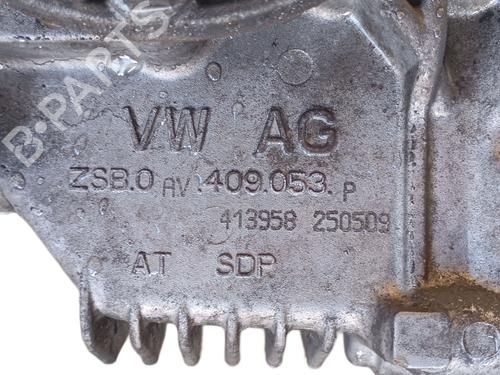 B-PARTS
VW AG
ZSB.0 AV .409.053. P
413958 250509
AT SDP